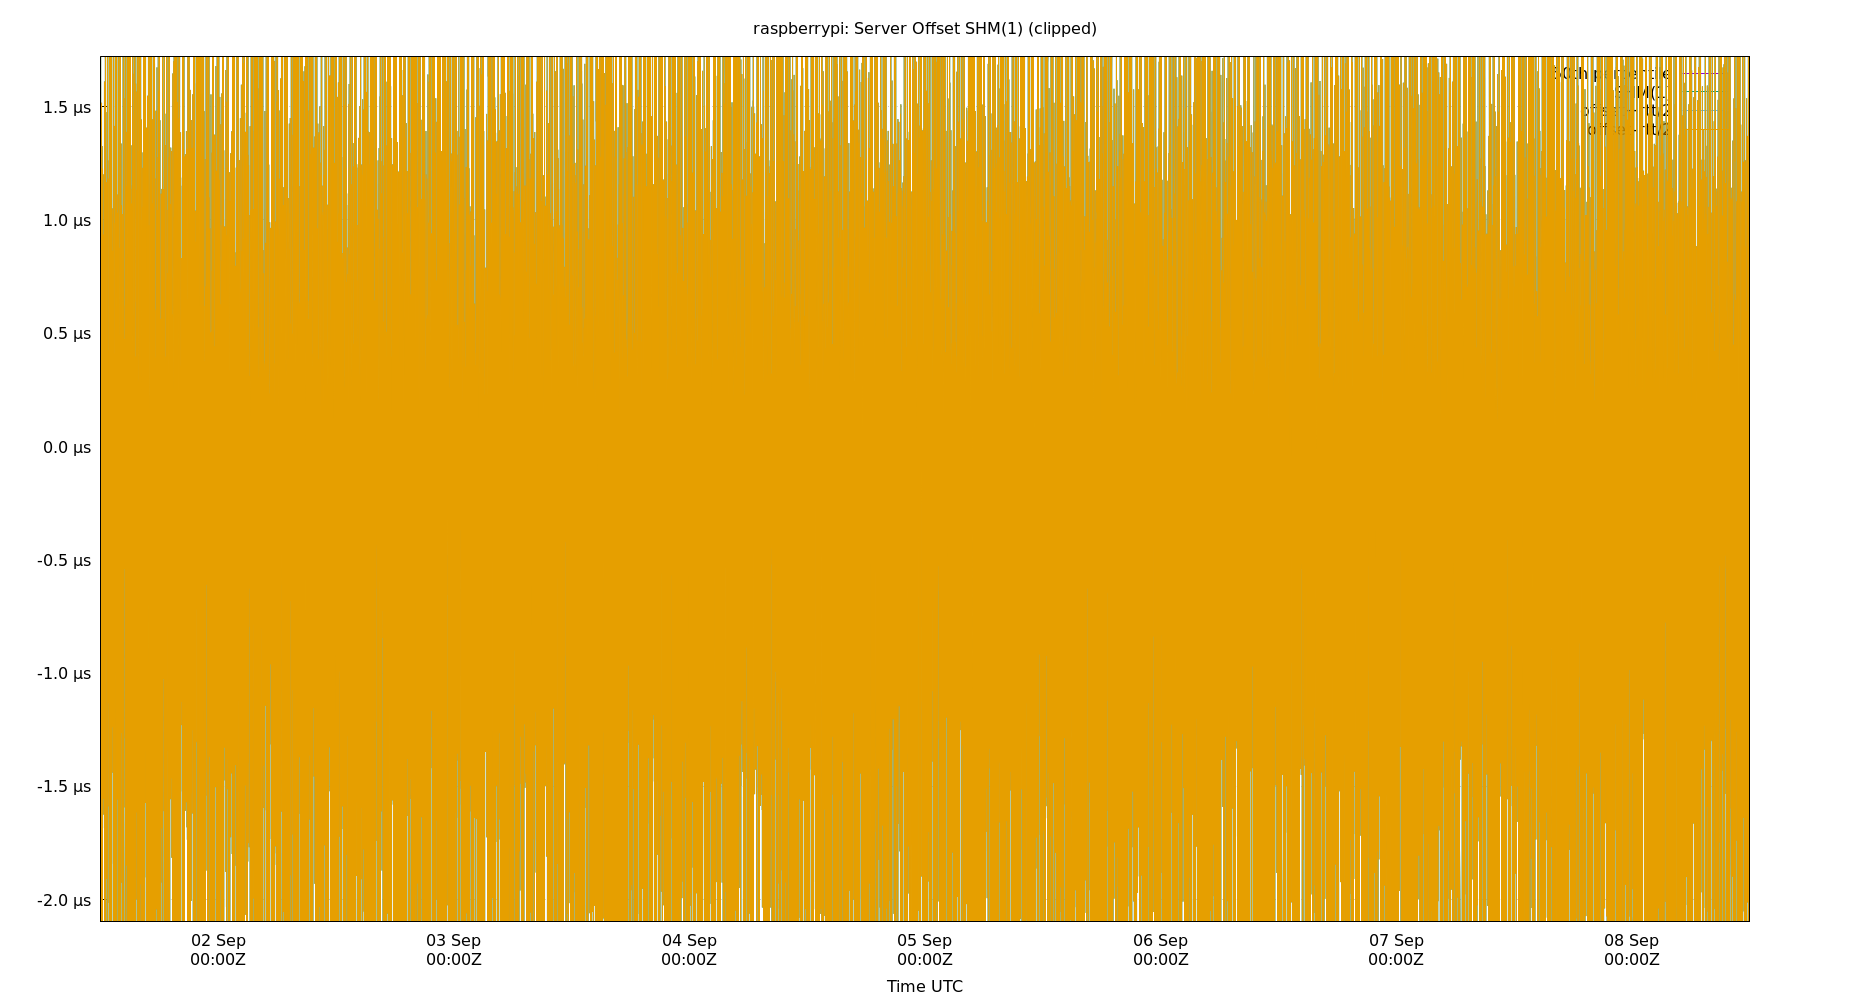 raspberrypi: Server Offset SHM(1) (clipped)
SHM(1)
1.5 µs
1.0 µs
0.5 µs
0.0 µs
-0.5 µs
-1.0 µs
-1.5 µs
-2.0 µs
02 Sep 03 Sep 04 Sep 05 Sep 06 Sep 07 Sep 08 Sep
00:00Z 00:00Z 00:00Z 00:00Z 00:00Z 00:00Z 00:00Z
Time UTC